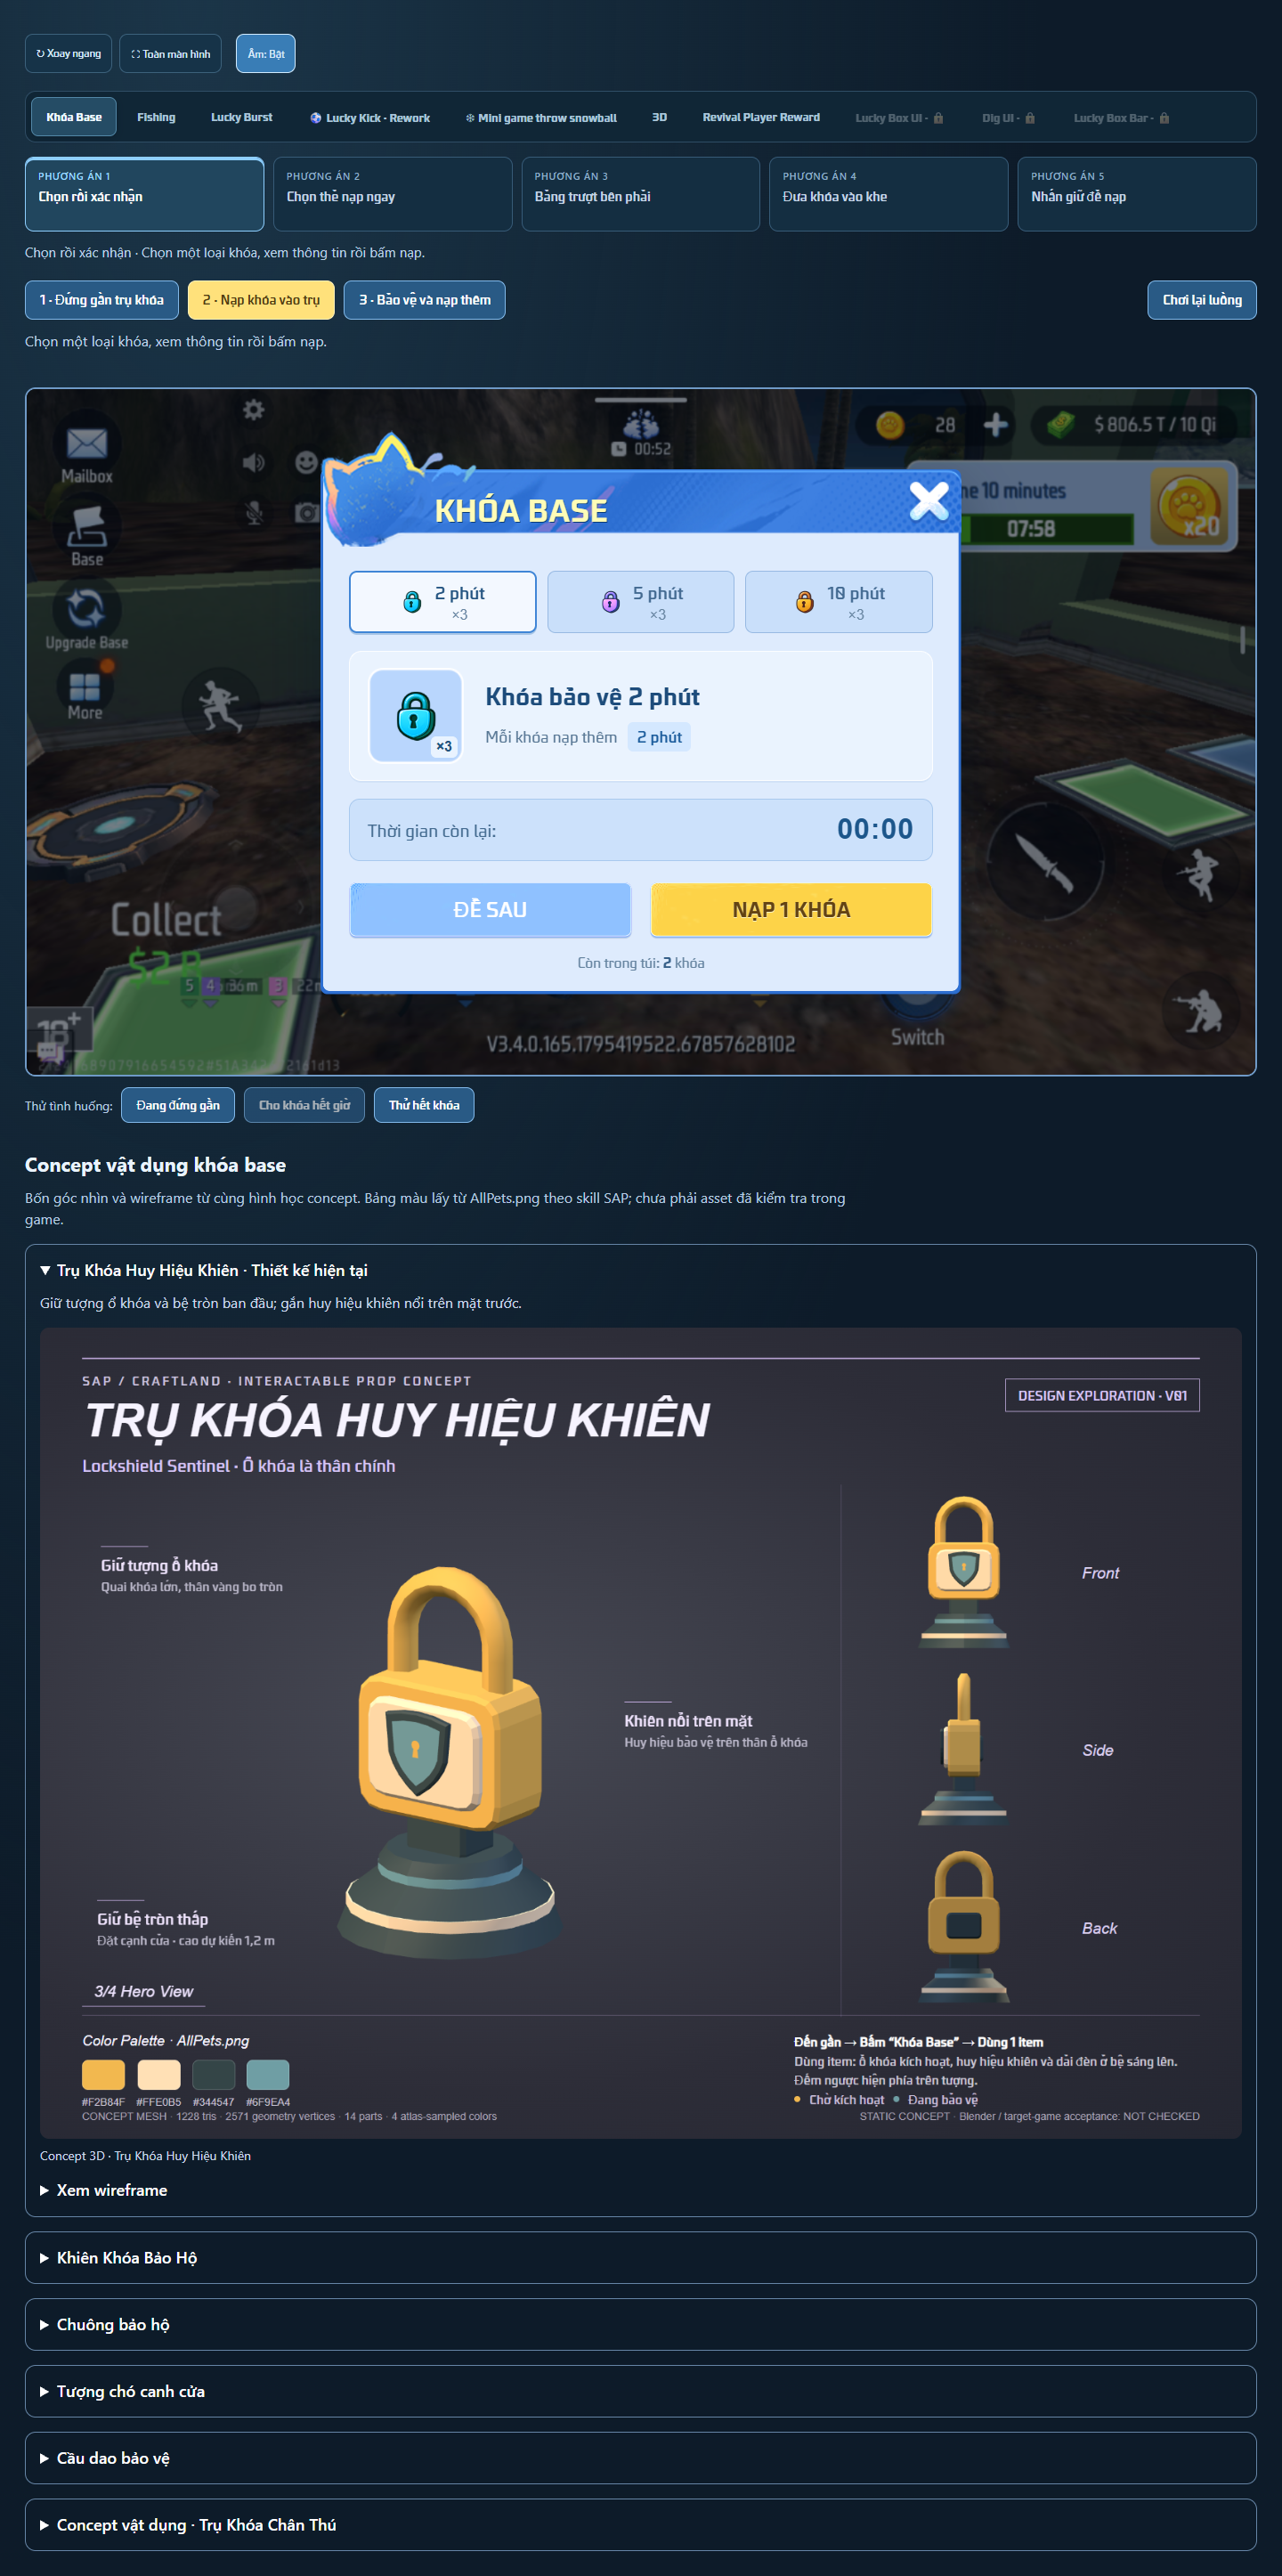 ↻ Xoay ngang
⛶ Toàn màn hình
Âm: Bật
Khóa Base
Fishing
Lucky Burst
Lucky Kick - Rework
❄ Mini game throw snowball
3D
Revival Player Reward
Lucky Box UI -
Dig UI -
Lucky Box Bar -
PHƯƠNG ÁN 1
Chọn rồi xác nhận
PHƯƠNG ÁN 2
Chọn thẻ nạp ngay
PHƯƠNG ÁN 3
Bảng trượt bên phải
PHƯƠNG ÁN 4
Đưa khóa vào khe
PHƯƠNG ÁN 5
Nhấn giữ để nạp
Chọn rồi xác nhận · Chọn một loại khóa, xem thông tin rồi bấm nạp.
1 · Đứng gần trụ khóa
2 · Nạp khóa vào trụ
3 · Bảo vệ và nạp thêm
Chơi lại luồng
Chọn một loại khóa, xem thông tin rồi bấm nạp.
Mailbox
Base
Upgrade Base
More
00:52
28
$ 806.5 T / 10 Qi
ne 10 minutes
07:58
x20
KHÓA BASE
2 phút
×3
5 phút
×3
10 phút
×3
×3
Khóa bảo vệ 2 phút
Mỗi khóa nạp thêm 2 phút
Thời gian còn lại:
00:00
ĐỂ SAU
NẠP 1 KHÓA
Còn trong túi: 2 khóa
Collect
5
4
36m
3
22m
18+
V3.4.0.165.1795419522.67857628102
Switch
Thử tình huống:
Đang đứng gần
Cho khóa hết giờ
Thử hết khóa
Concept vật dụng khóa base
Bốn góc nhìn và wireframe từ cùng hình học concept. Bảng màu lấy từ AllPets.png theo skill SAP; chưa phải asset đã kiểm tra trong
game.
▼ Trụ Khóa Huy Hiệu Khiên · Thiết kế hiện tại
Giữ tượng ổ khóa và bệ tròn ban đầu; gắn huy hiệu khiên nổi trên mặt trước.
SAP / CRAFTLAND · INTERACTABLE PROP CONCEPT
DESIGN EXPLORATION · V01
TRỤ KHÓA HUY HIỆU KHIÊN
Lockshield Sentinel · Ổ khóa là thân chính
Giữ tượng ổ khóa
Quai khóa lớn, thân vàng bo tròn
Front
Khiên nổi trên mặt
Huy hiệu bảo vệ trên thân ổ khóa
Side
Giữ bệ tròn thấp
Đặt cạnh cửa · cao dự kiến 1,2 m
Back
3/4 Hero View
Color Palette · AllPets.png
#F2B84F
#FFE0B5
#344547
#6F9EA4
CONCEPT MESH · 1228 tris · 2571 geometry vertices · 14 parts · 4 atlas-sampled colors
Đến gần → Bấm “Khóa Base” → Dùng 1 item
Dùng item: ổ khóa kích hoạt, huy hiệu khiên và dải đèn ở bệ sáng lên.
Đếm ngược hiện phía trên tượng.
Chờ kích hoạt
Đang bảo vệ
STATIC CONCEPT · Blender / target-game acceptance: NOT CHECKED
Concept 3D · Trụ Khóa Huy Hiệu Khiên
▶ Xem wireframe
▶ Khiên Khóa Bảo Hộ
▶ Chuông bảo hộ
▶ Tượng chó canh cửa
▶ Cầu dao bảo vệ
▶ Concept vật dụng · Trụ Khóa Chân Thú